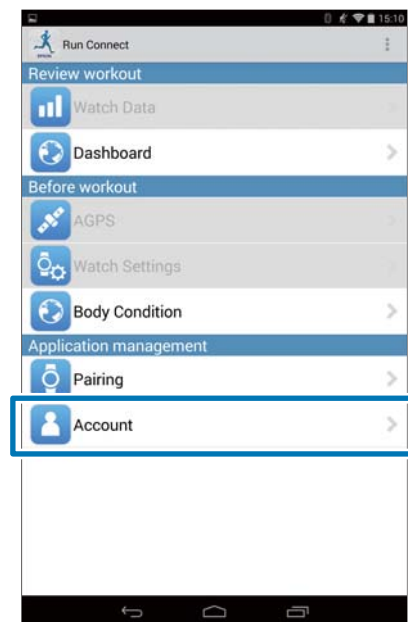 15:10
EPSON
Run Connect
Review workout
Watch Data
Dashboard
Before workout
AGPS
Watch Settings
Body Condition
Application management
Pairing
Account